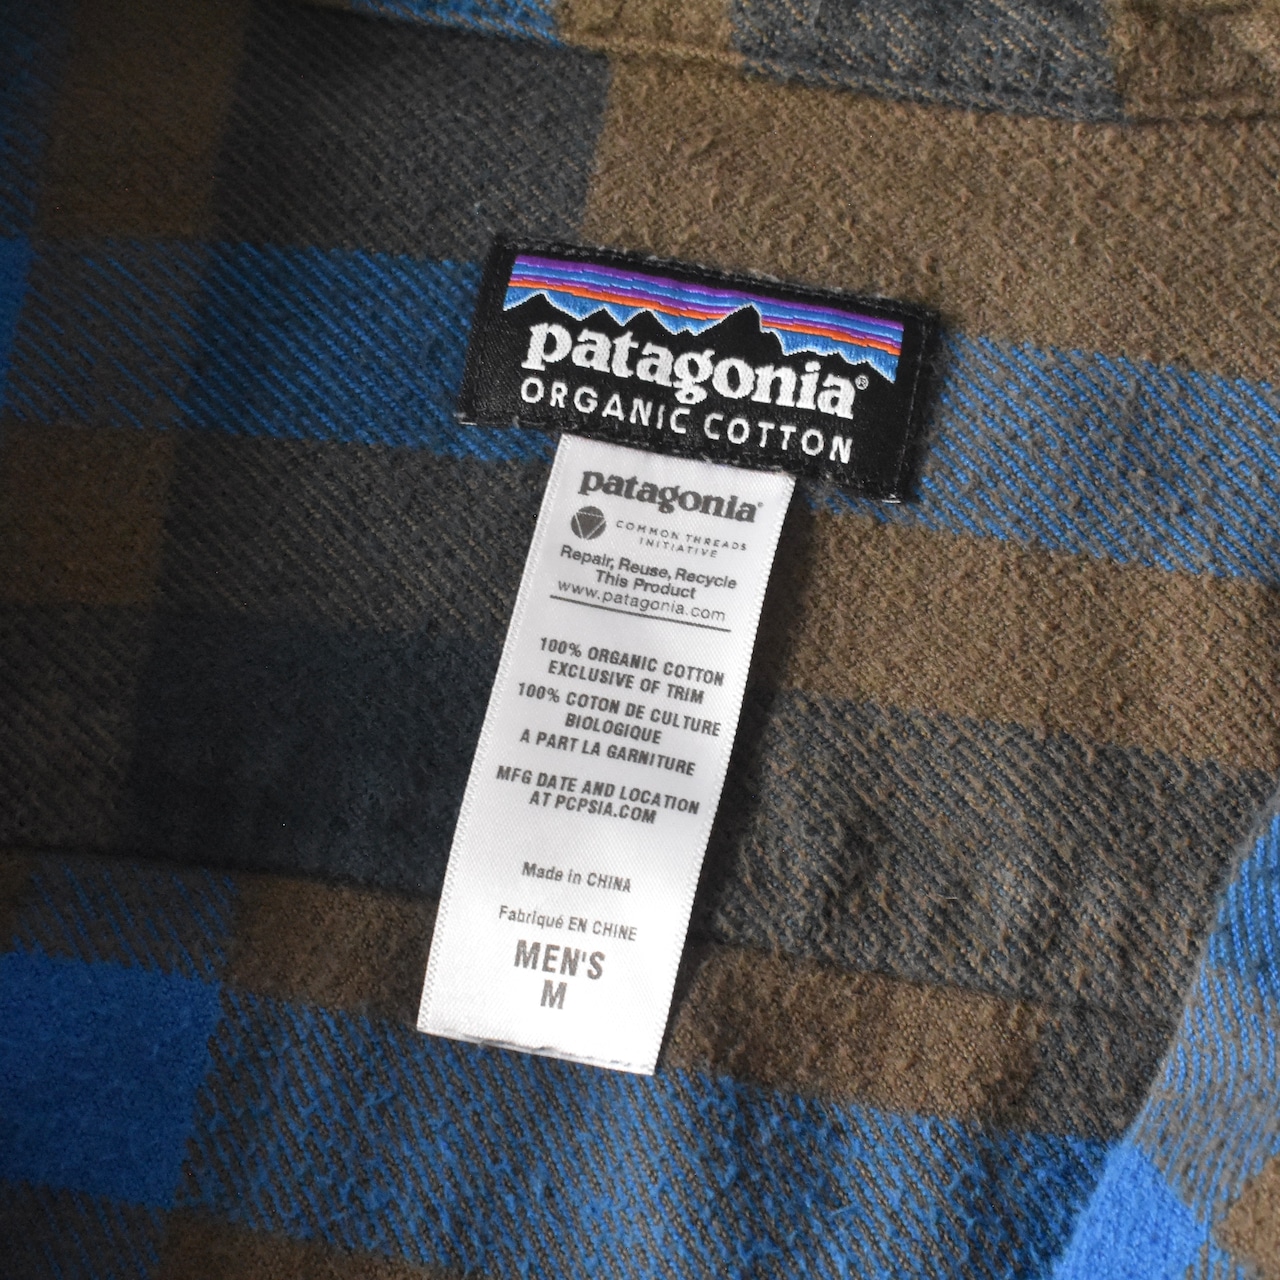 patagonia®
ORGANIC COTTON
patagonia®
COMMON THREADS
INITIATIVE
Repair, Reuse, Recycle
This Product
www.patagonia.com
100% ORGANIC COTTON
EXCLUSIVE OF TRIM
100% COTON DE CULTURE
BIOLOGIQUE
A PART LA GARNITURE
MFG DATE AND LOCATION
AT PCPSIA.COM
Made in CHINA
Fabriqué EN CHINE
MEN'S
M